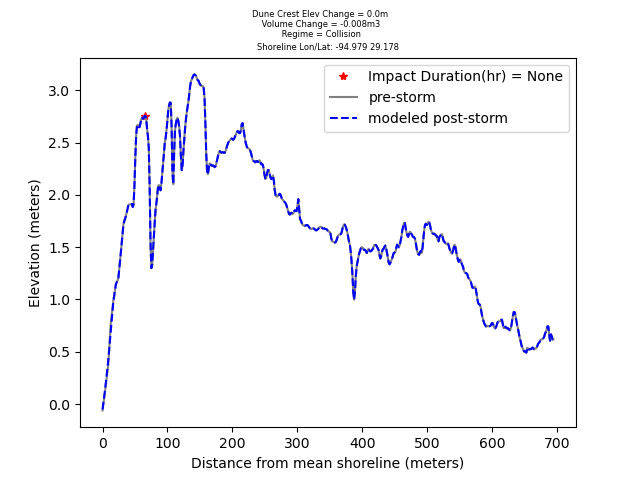 Dune Crest Elev Change = 0.0m
Volume Change = -0.008m3
Regime = Collision
Shoreline Lon/Lat: -94.979 29.178
Impact Duration(hr) = None
pre-storm
modeled post-storm
Elevation (meters)
3.0
2.5
2.0
1.5
1.0
0.5
0.0
0 100 200 300 400 500 600 700
Distance from mean shoreline (meters)